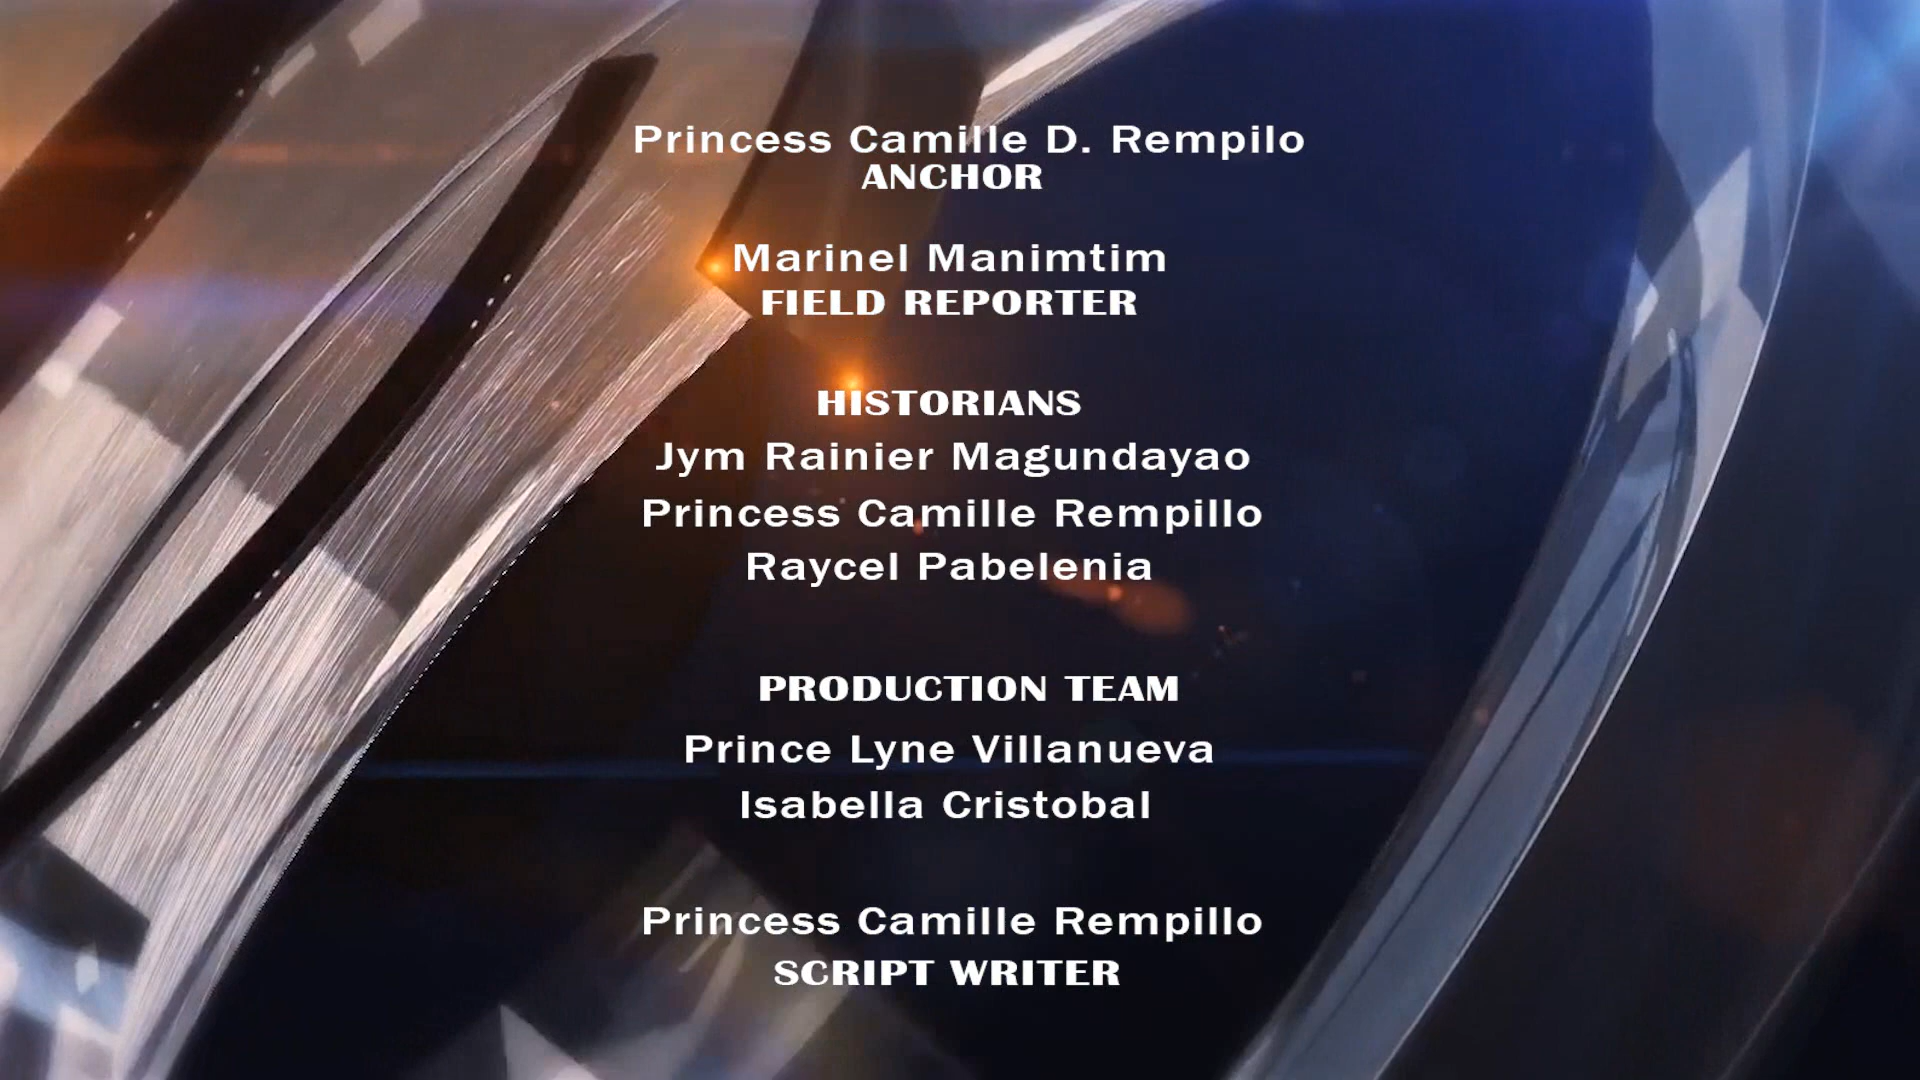 Princess Camille D. Rempilo
ANCHOR
Marinel Manimtim
FIELD REPORTER
HISTORIANS
Jym Rainier Magundayao
Princess Camille Rempillo
Raycel Pabelenia
PRODUCTION TEAM
Prince Lyne Villanueva
Isabella Cristobal
Princess Camille Rempillo
SCRIPT WRITER